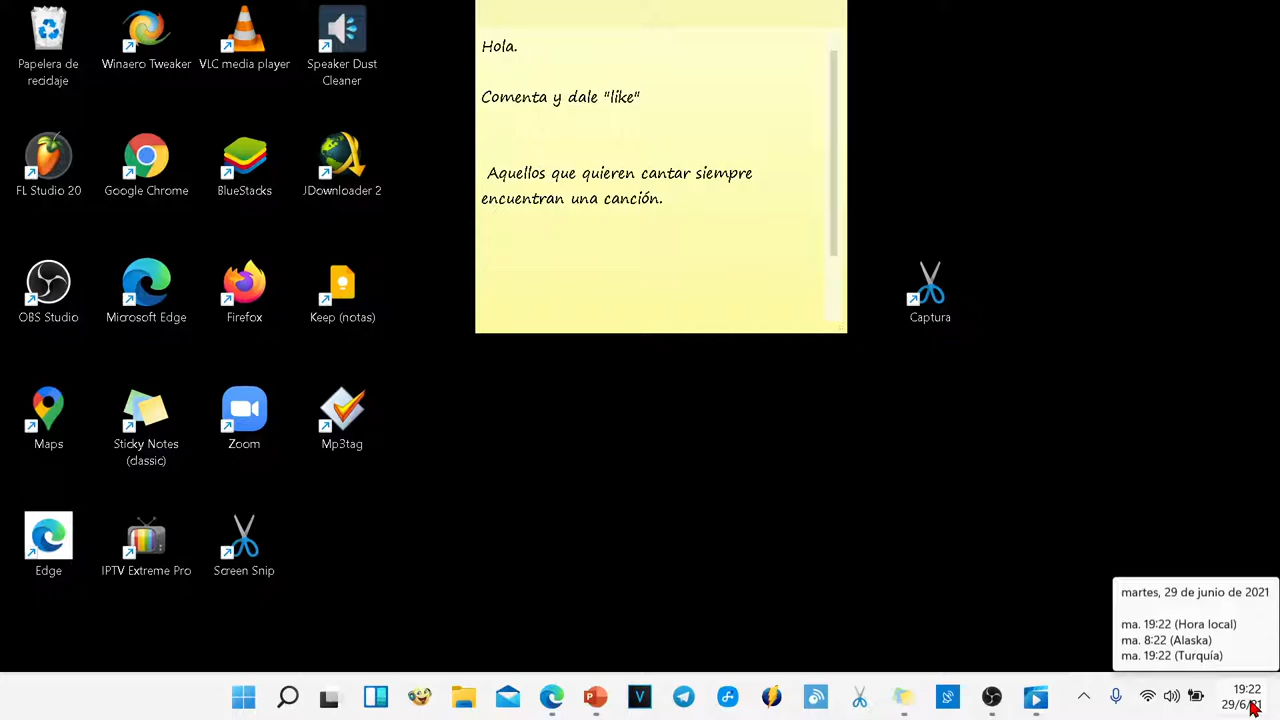 Hola.
Comenta y dale "like"
Aquellos que quieren cantar siempre
encuentran una canción.
Papelera de
reciclaje
Winaero Tweaker
VLC media player
Speaker Dust
Cleaner
FL Studio 20
Google Chrome
BlueStacks
JDownloader 2
OBS Studio
Microsoft Edge
Firefox
Keep (notas)
Captura
Maps
Sticky Notes
(classic)
Zoom
Mp3tag
Edge
IPTV Extreme Pro
Screen Snip
martes, 29 de junio de 2021
ma. 19:22 (Hora local)
ma. 8:22 (Alaska)
ma. 19:22 (Turquía)
19:22